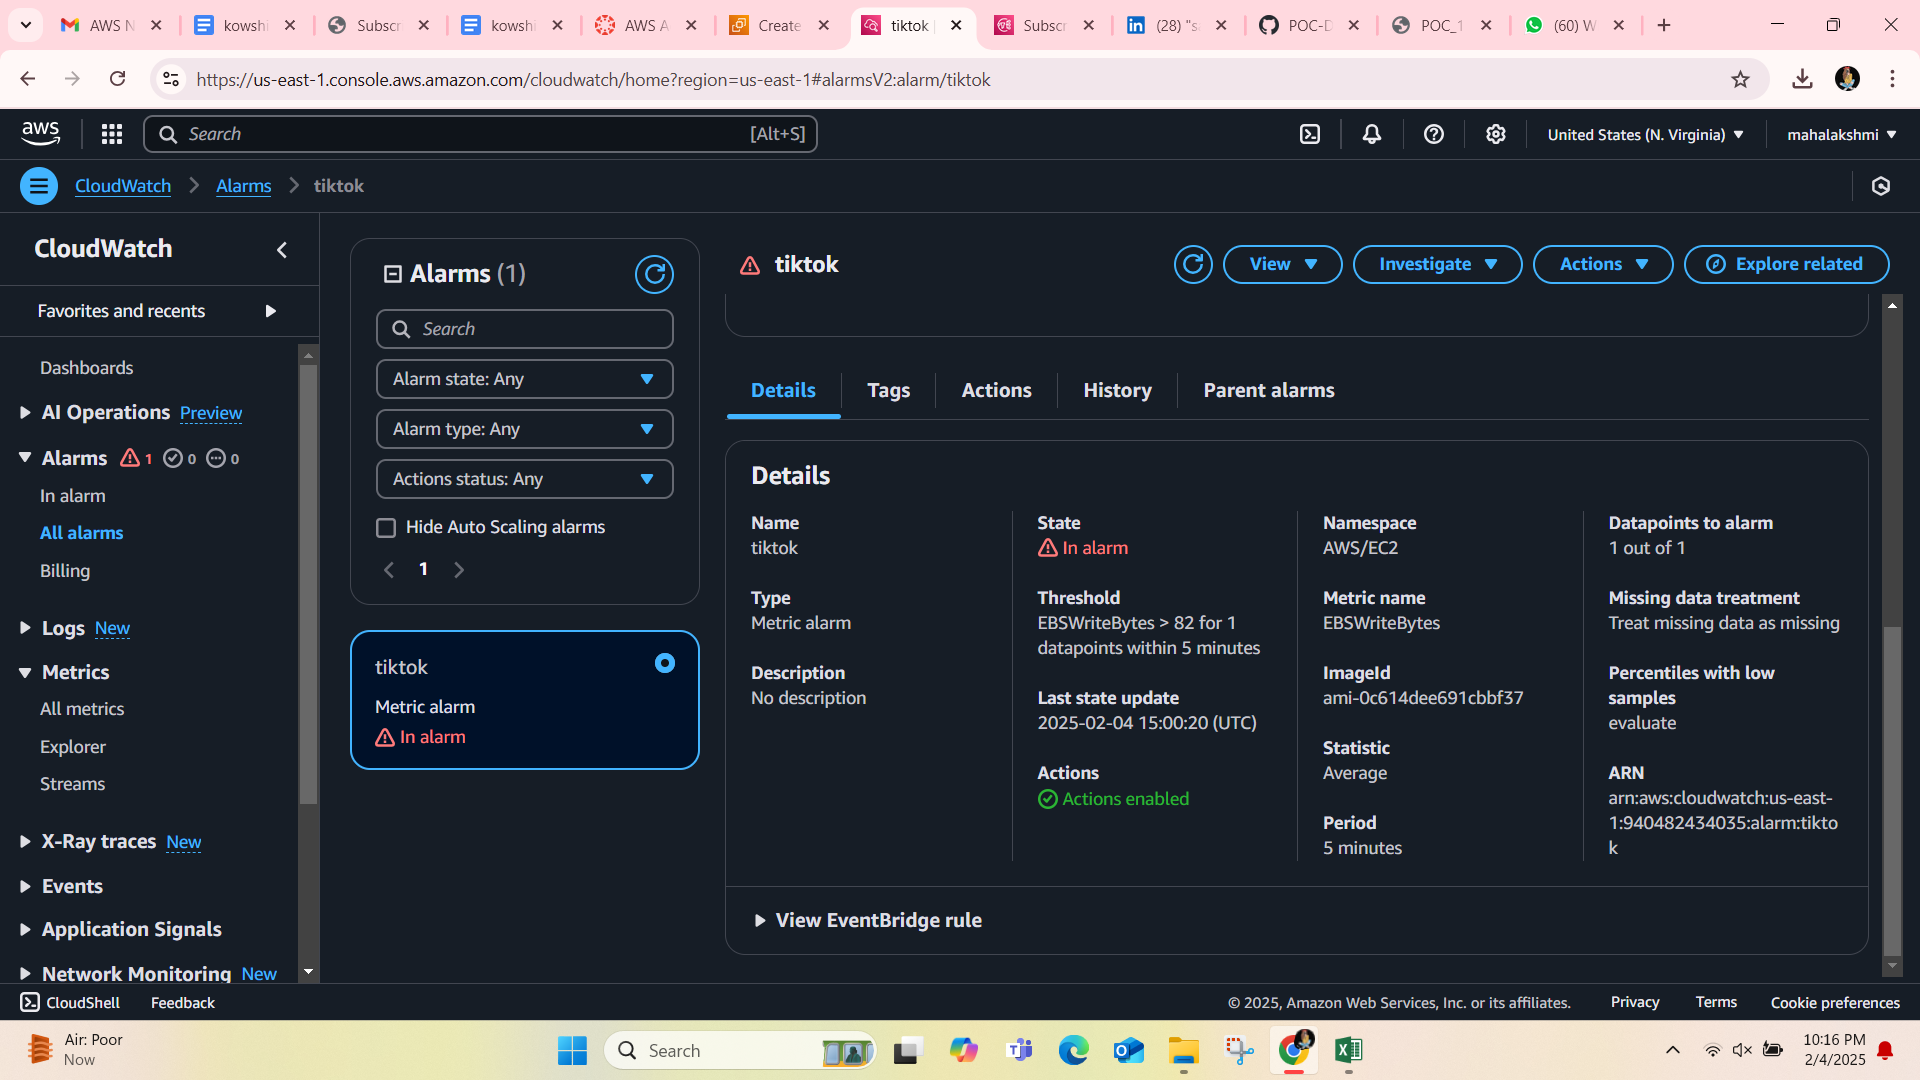 AWS N
kowshi
Subscr
kowshi
AWS A
Create
tiktok
Subscr
(28) "sa
POC-D
POC_1
(60) W
https://us-east-1.console.aws.amazon.com/cloudwatch/home?region=us-east-1#alarmsV2:alarm/tiktok
aws
Search
[Alt+S]
United States (N. Virginia)
mahalakshmi
CloudWatch
Alarms
tiktok
CloudWatch
Favorites and recents
Dashboards
AI Operations Preview
Alarms 1 0 0
In alarm
All alarms
Billing
Logs New
Metrics
All metrics
Explorer
Streams
X-Ray traces New
Events
Application Signals
Network Monitoring New
Alarms (1)
Search
Alarm state: Any
Alarm type: Any
Actions status: Any
Hide Auto Scaling alarms
1
tiktok
Metric alarm
In alarm
tiktok
View
Investigate
Actions
Explore related
Details
Tags
Actions
History
Parent alarms
Details
Name
tiktok
Type
Metric alarm
Description
No description
State
In alarm
Threshold
EBSWriteBytes > 82 for 1
datapoints within 5 minutes
Last state update
2025-02-04 15:00:20 (UTC)
Actions
Actions enabled
Namespace
AWS/EC2
Metric name
EBSWriteBytes
ImageId
ami-0c614dee691cbbf37
Statistic
Average
Period
5 minutes
Datapoints to alarm
1 out of 1
Missing data treatment
Treat missing data as missing
Percentiles with low
samples
evaluate
ARN
arn:aws:cloudwatch:us-east-
1:940482434035:alarm:tikto
k
View EventBridge rule
CloudShell
Feedback
© 2025, Amazon Web Services, Inc. or its affiliates.
Privacy
Terms
Cookie preferences
Air: Poor
Now
Search
10:16 PM
2/4/2025